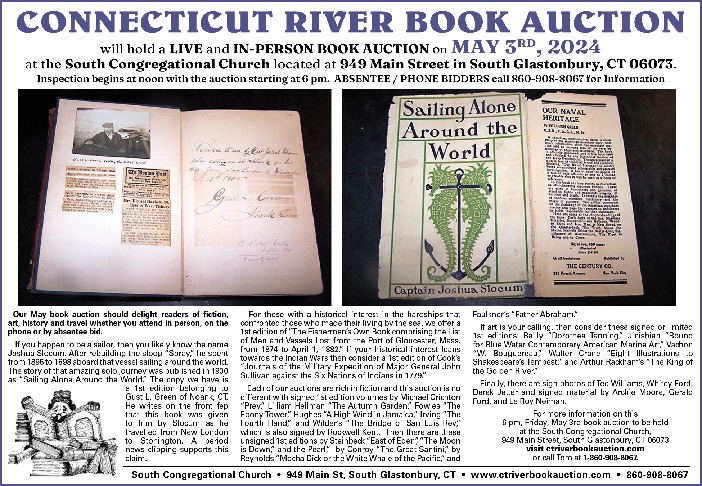 CONNECTICUT RIVER BOOK AUCTION
will hold a LIVE and IN-PERSON BOOK AUCTION on MAY 3RD, 2024
at the South Congregational Church located at 949 Main Street in South Glastonbury, CT 06073.
Inspection begins at noon with the auction starting at 6 pm. ABSENTEE / PHONE BIDDERS call 860-908-8067 for Information
Sailing Alone
Around the
World
Captain Joshua Slocum
OUR NAVAL
HERITAGE
THE CENTURY CO.
Our May book auction should delight readers of fiction,
art, history and travel whether you attend in person, on the
phone or by absentee bid.
If you happen to be a sailor, then you likely know the name
Joshua Slocum. After rebuilding the sloop "Spray," he spent
from 1895 to 1898 aboard that vessel sailing around the world.
The story of that amazing solo journey was published in 1900
as "Sailing Alone Around the World." The copy we have is
a 1st edition belonging to
Gust L. Green of Noank, CT.
He writes on the front fep
that this book was given
to him by Slocum as he
travelled from New London
to Stonington. A period
news clipping supports this
claim.
For those with a historical interest in the hardships that
confronted those who made their living by the sea, we offer a
1st edition of "The Fishermen's Own Book comprising the List
of Men and Vessels lost from the Port of Gloucester, Mass.
from 1874 to April 1, 1882." If your historical interest leans
towards the Indian Wars then consider a 1st edition of Cook's
"Journals of the Military Expedition of Major General John
Sullivan against the Six Nations of Indians in 1779."
Each of our auctions are rich in fiction and this auction is no
different with signed 1st edition volumes by Michael Crichton
"Prey," Lillian Hellman, "The Autumn Garden," Fowles "The
Ebony Tower," Hughes "A High Wind in Jamaica," Irving "The
Fourth Hand," and Wilder's "The Bridge of San Luis Rey,"
which is also signed by Rockwell Kent. Then there are these
unsigned 1st editions by Steinbeck "East of Eden", "The Moon
is Down," and the Pearl," by Conroy "The Great Santini," by
Reynolds "Mocha Dick or the White Whale of the Pacific," and
Faulkner's "Father Abraham."
If art is your calling, then consider these signed or limited
1st editions: Bailly "Dorothea Tanning," Jinishian "Bound
for Blue Water Contemporary American Marine Art," Vachon
"W. Bouguereau," Walter Crane "Eight Illustrations to
Shakespeare's Tempest," and Arthur Rackham's "The King of
the Golden River."
Finally, there are sign photos of Ted Williams, Whitey Ford,
Derek Jeter and signed material by Archie Moore, Gerald
Ford, and Le Roy Neiman.
For more information on this
6 pm, Friday, May 3rd book auction to be held
at the South Congregational Church,
949 Main Street, South Glastonbury, CT 06073
visit ctriverbookauction.com
or call Tom at 1-860-908-8067.
South Congregational Church • 949 Main St, South Glastonbury, CT • www.ctriverbookauction.com • 860-908-8067